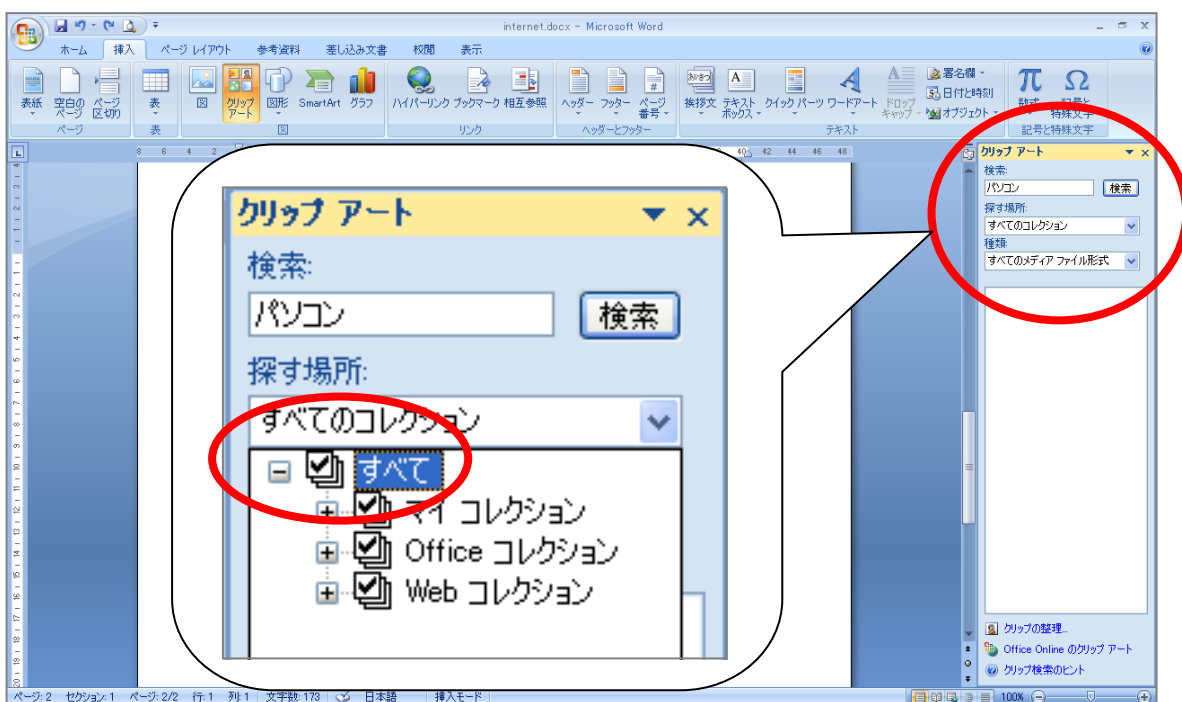 internet.docx - Microsoft Word
ホーム 挿入 ページ レイアウト 参考資料 差し込み文書 校閲 表示
表紙 空白のページ ページ区切り 表 図 クリップアート 図形 SmartArt グラフ ハイパーリンク ブックマーク 相互参照 ヘッダー フッター ページ番号 挨拶文 テキストボックス クイック パーツ ワードアート ドロップキャップ
署名欄
日付と時刻
オブジェクト
数式 記号と特殊文字
ページ 表 図 リンク ヘッダーとフッター テキスト 記号と特殊文字
8 6 4 2 40 42 44 46 48
クリップ アート
検索:
パソコン 検索
探す場所:
すべてのコレクション
種類:
すべてのメディア ファイル形式
クリップ アート
検索:
パソコン 検索
探す場所:
すべてのコレクション
すべて
マイ コレクション
Office コレクション
Web コレクション
クリップの整理...
Office Online のクリップ アート
クリップ検索のヒント
ページ: 2 セクション: 1 ページ: 2/2 行: 1 列: 1 文字数: 173 日本語 挿入モード 100%